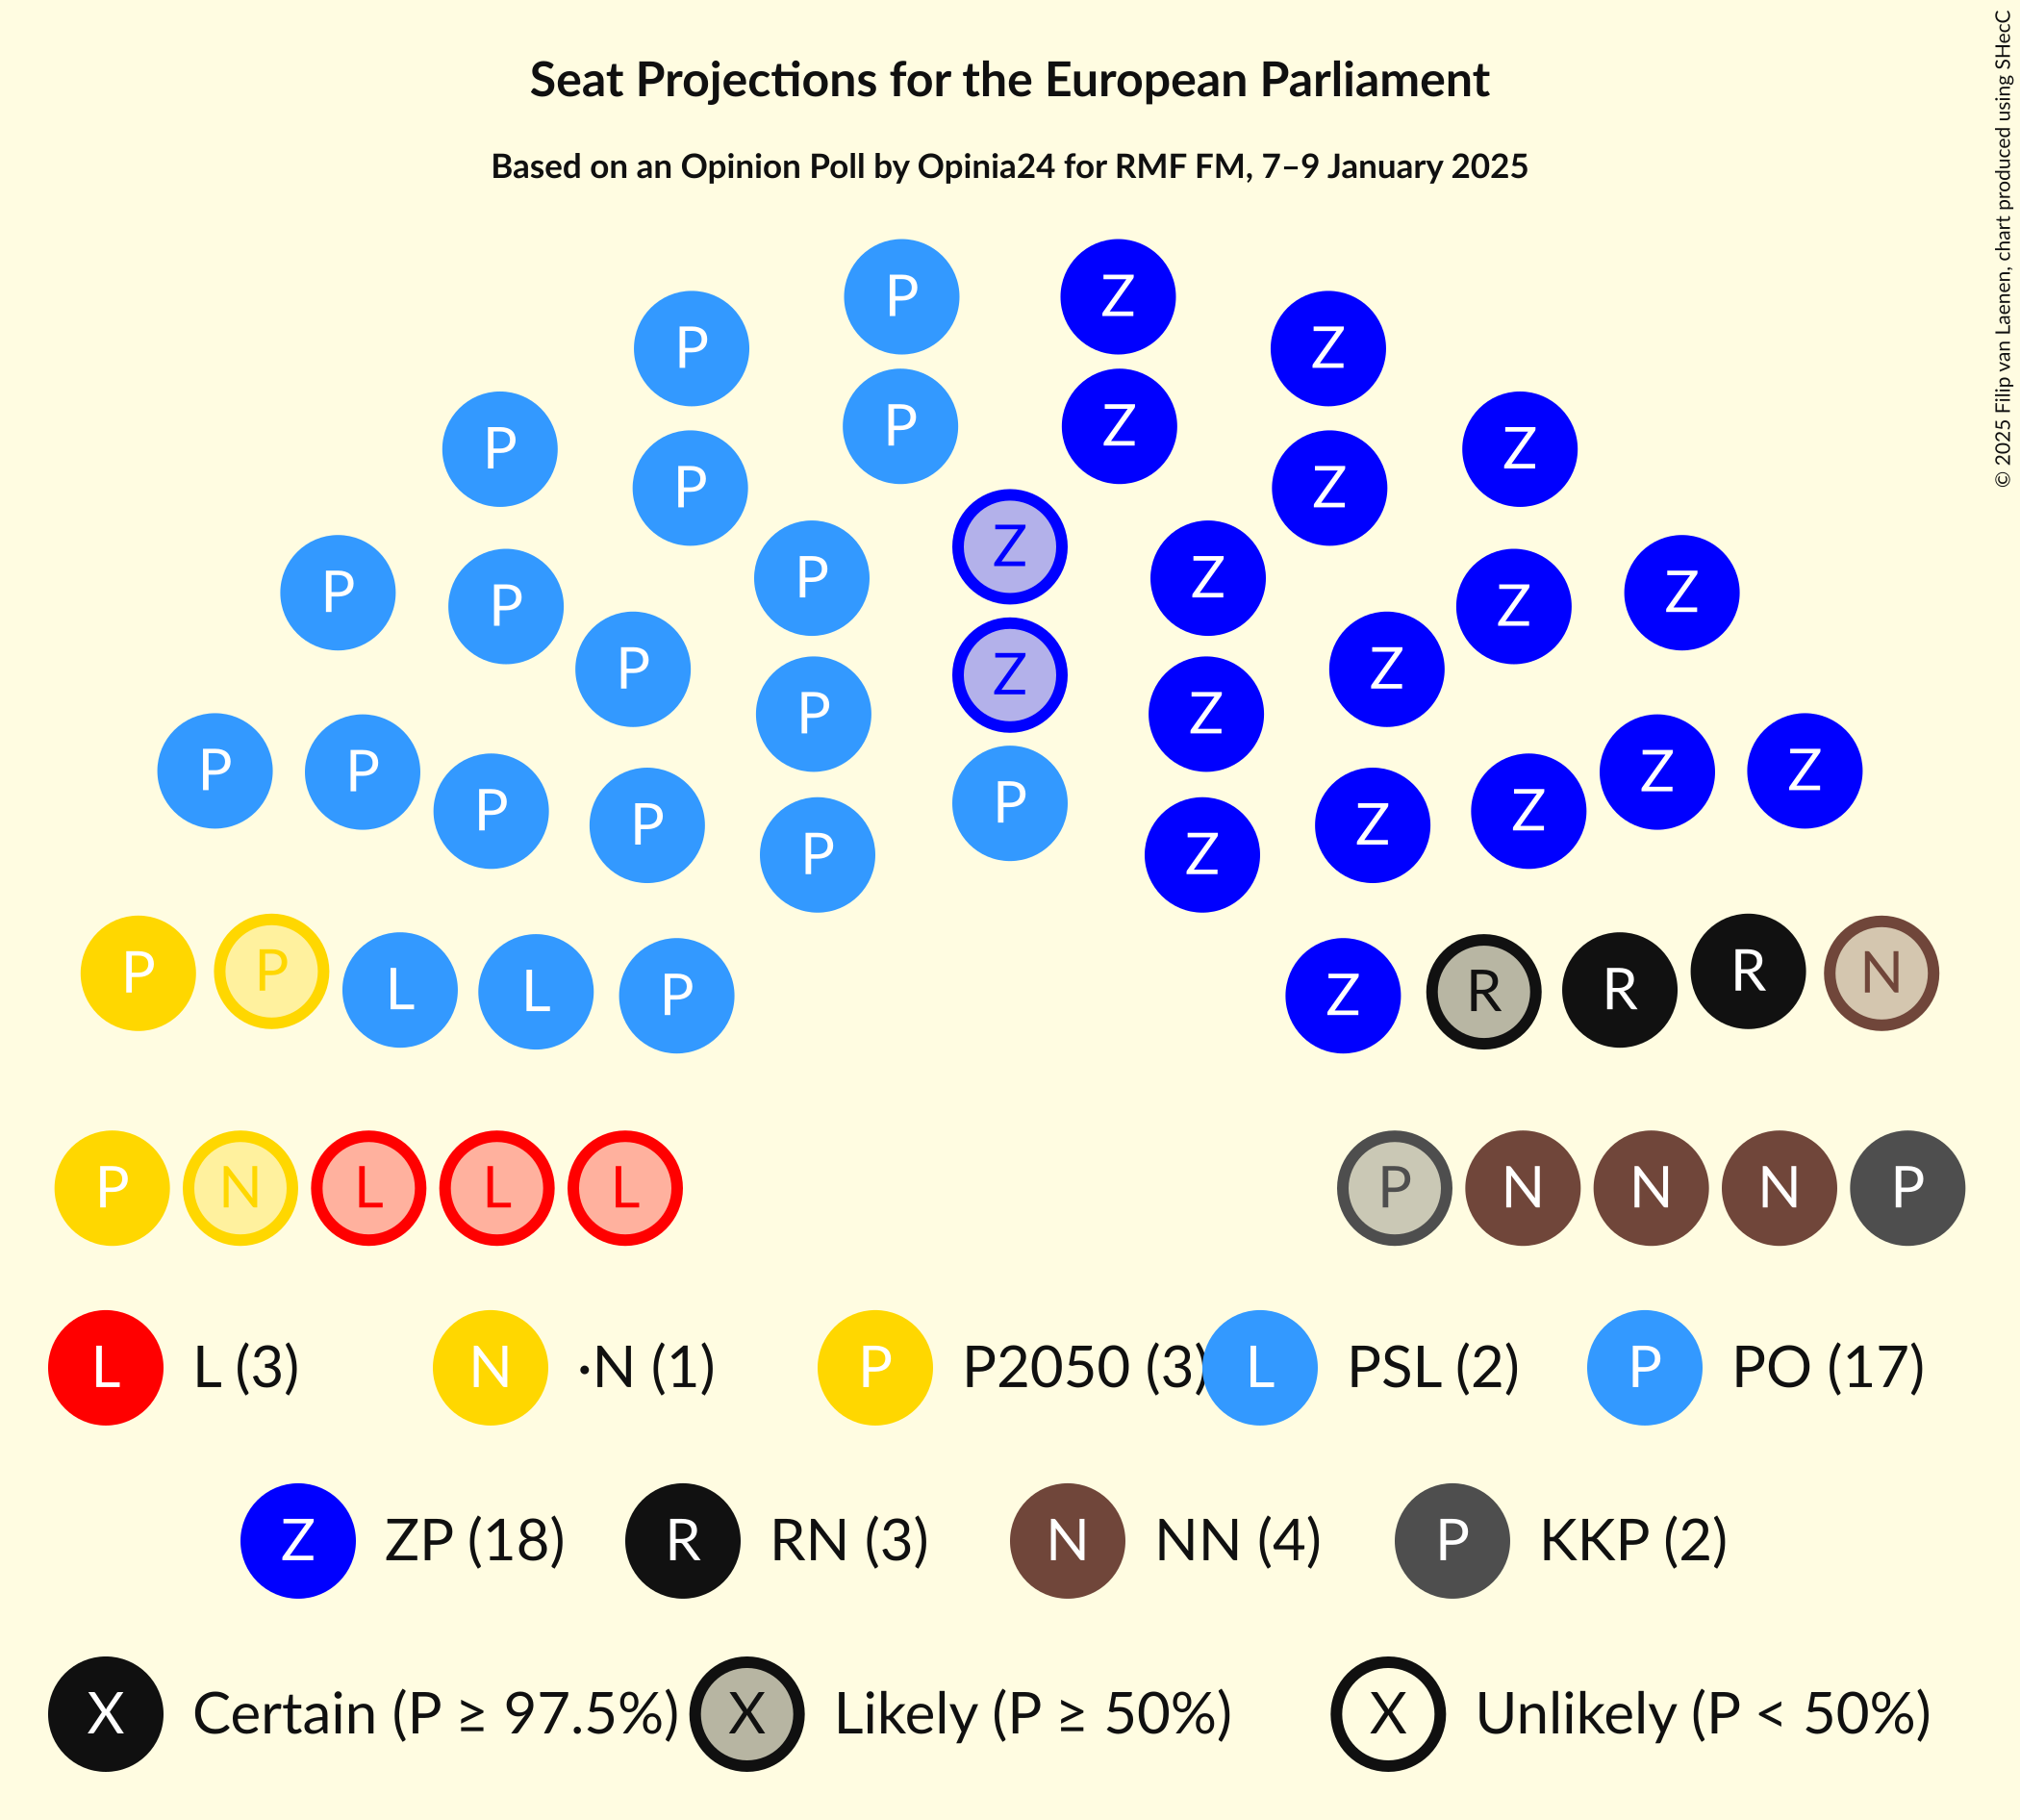 Seat Projections for the European Parliament
Based on an Opinion Poll by Opinia24 for RMF FM, 7–9 January 2025
© 2025 Filip van Laenen, chart produced using SHecC
P Z
P Z
P Z
P Z
P Z
Z
P Z
P Z
P Z
P Z
Z
P Z
P Z
P Z
P
P Z
P Z
P P L L P Z R R R N
P N L L L P N N N P
L L (3) N ·N (1) P P2050 (3) L PSL (2) P PO (17)
Z ZP (18) R RN (3) N NN (4) P KKP (2)
X Certain (P ≥ 97.5%) X Likely (P ≥ 50%) X Unlikely (P < 50%)